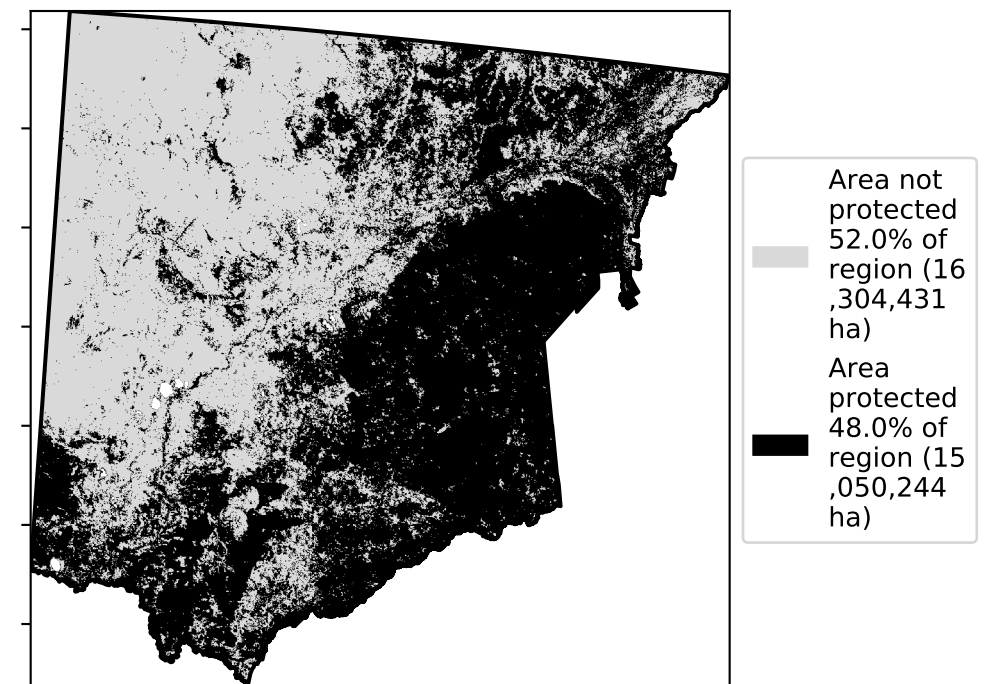 Area not
protected
52.0% of
region (16
,304,431
ha)
Area
protected
48.0% of
region (15
,050,244
ha)